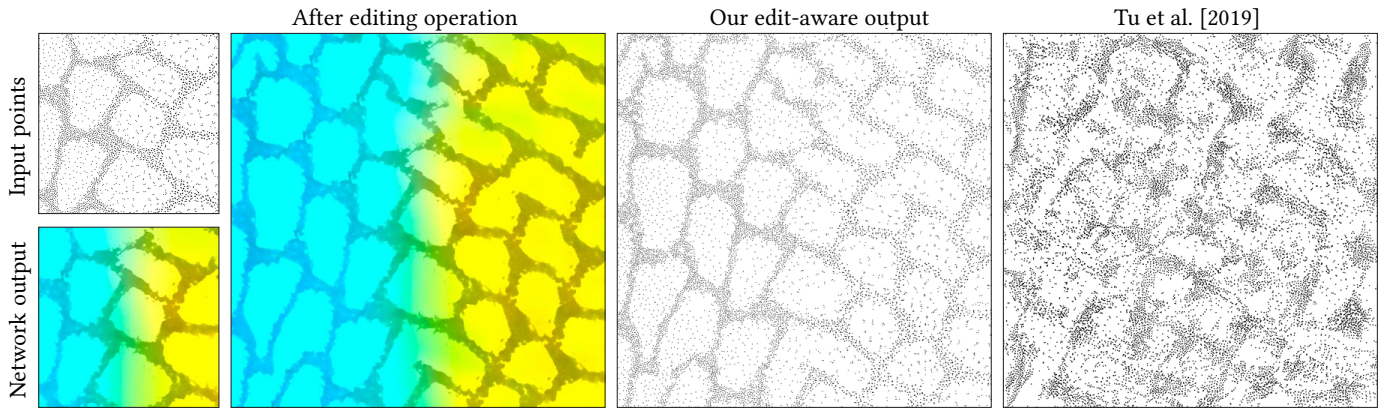 After editing operation
Our edit-aware output
Tu et al. [2019]
Input points
Network output